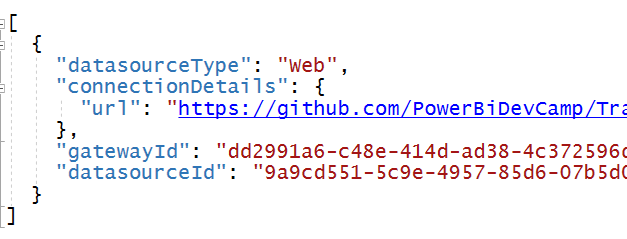 [
{
"datasourceType": "Web",
"connectionDetails": {
"url": "https://github.com/PowerBiDevCamp/Tra
},
"gatewayId": "dd2991a6-c48e-414d-ad38-4c372596
"datasourceId": "9a9cd551-5c9e-4957-85d6-07b5d0
}
]